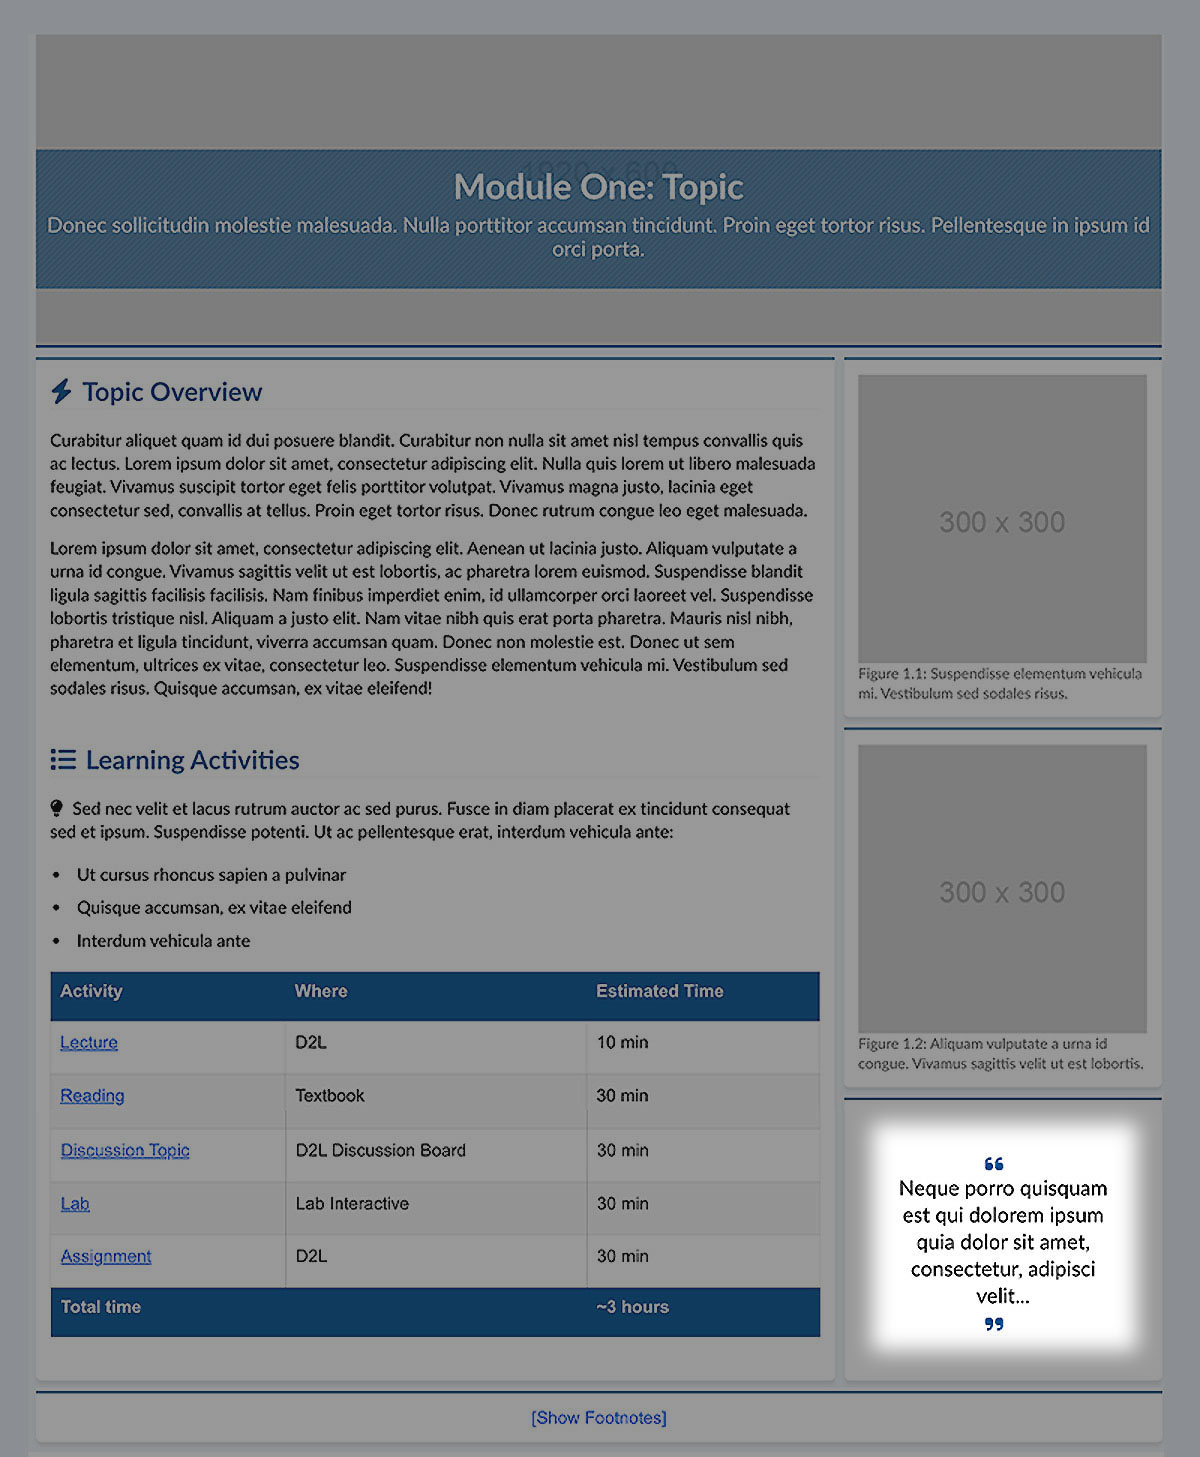 1920 x 600
Module One: Topic
Donec sollicitudin molestie malesuada. Nulla porttitor accumsan tincidunt. Proin eget tortor risus. Pellentesque in ipsum id
orci porta.
Topic Overview
Curabitur aliquet quam id dui posuere blandit. Curabitur non nulla sit amet nisl tempus convallis quis
ac lectus. Lorem ipsum dolor sit amet, consectetur adipiscing elit. Nulla quis lorem ut libero malesuada
feugiat. Vivamus suscipit tortor eget felis porttitor volutpat. Vivamus magna justo, lacinia eget
consectetur sed, convallis at tellus. Proin eget tortor risus. Donec rutrum congue leo eget malesuada.
Lorem ipsum dolor sit amet, consectetur adipiscing elit. Aenean ut lacinia justo. Aliquam vulputate a
urna id congue. Vivamus sagittis velit ut est lobortis, ac pharetra lorem euismod. Suspendisse blandit
ligula sagittis facilisis facilisis. Nam finibus imperdiet enim, id ullamcorper orci laoreet vel. Suspendisse
lobortis tristique nisl. Aliquam a justo elit. Nam vitae nibh quis erat porta pharetra. Mauris nisl nibh,
pharetra et ligula tincidunt, viverra accumsan quam. Donec non molestie est. Donec ut sem
elementum, ultrices ex vitae, consectetur leo. Suspendisse elementum vehicula mi. Vestibulum sed
sodales risus. Quisque accumsan, ex vitae eleifend!
Learning Activities
Sed nec velit et lacus rutrum auctor ac sed purus. Fusce in diam placerat ex tincidunt consequat
sed et ipsum. Suspendisse potenti. Ut ac pellentesque erat, interdum vehicula ante:
• Ut cursus rhoncus sapien a pulvinar
• Quisque accumsan, ex vitae eleifend
• Interdum vehicula ante
Activity Where Estimated Time
Lecture D2L 10 min
Reading Textbook 30 min
Discussion Topic D2L Discussion Board 30 min
Lab Lab Interactive 30 min
Assignment D2L 30 min
Total time ~3 hours
300 x 300
Figure 1.1: Suspendisse elementum vehicula
mi. Vestibulum sed sodales risus.
300 x 300
Figure 1.2: Aliquam vulputate a urna id
congue. Vivamus sagittis velit ut est lobortis.
“
Neque porro quisquam
est qui dolorem ipsum
quia dolor sit amet,
consectetur, adipisci
velit...
”
[Show Footnotes]